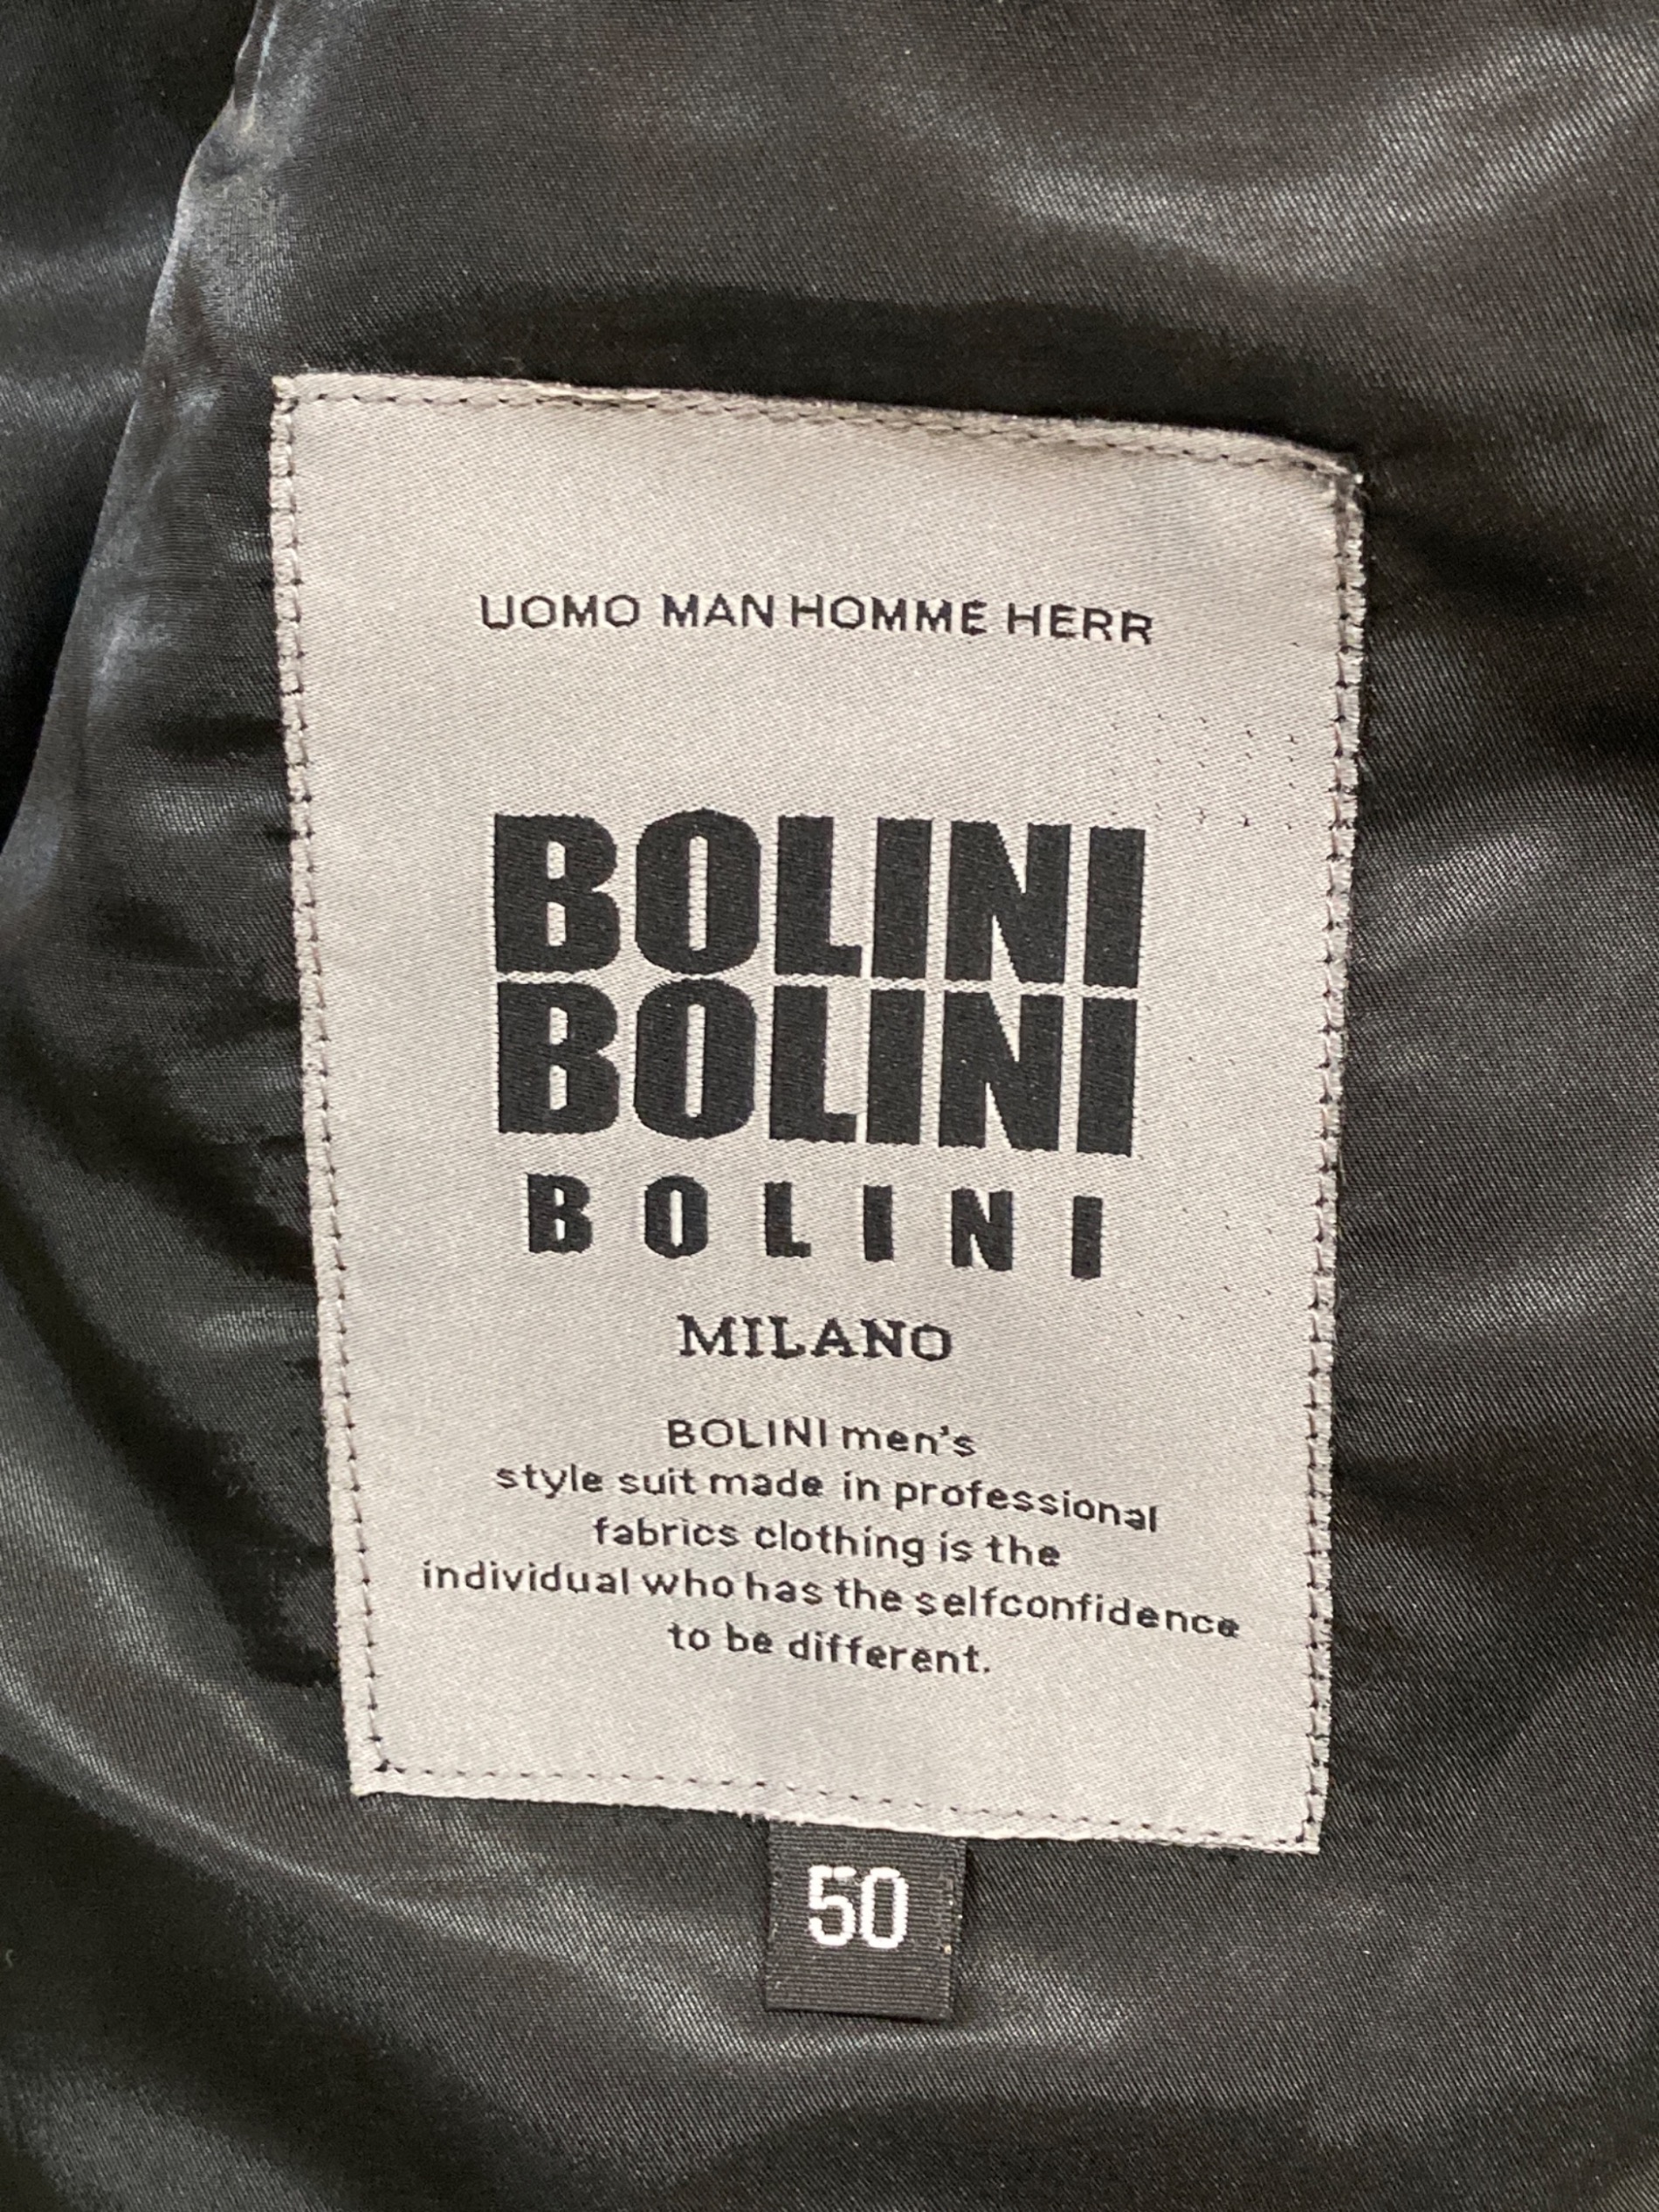 UOMO MAN HOMME HERR
BOLINI
BOLINI
BOLINI
MILANO
BOLINI men's
style suit made in professional
fabrics clothing is the
individual who has the selfconfidence
to be different.
50